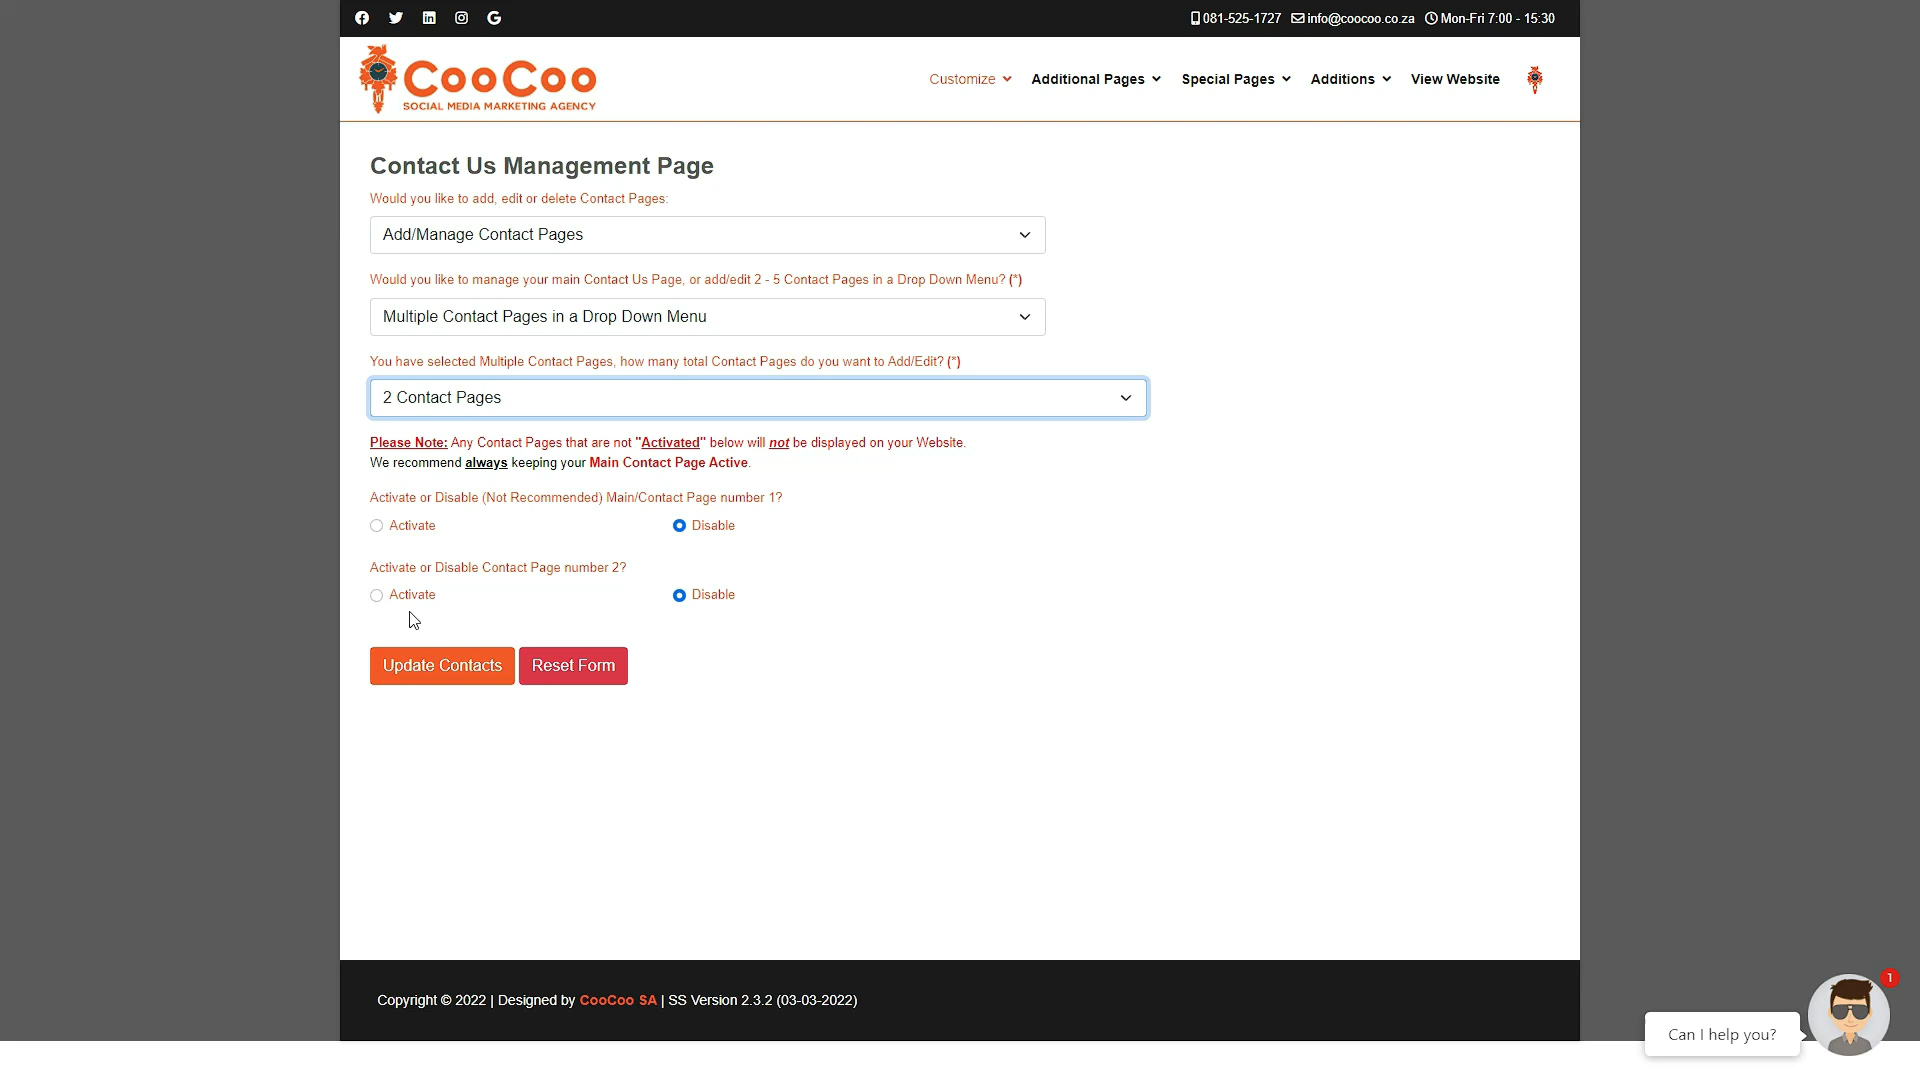 081-525-1727 info@coocoo.co.za Mon-Fri 7:00 - 15:30
CooCoo
SOCIAL MEDIA MARKETING AGENCY
Customize Additional Pages Special Pages Additions View Website
Contact Us Management Page
Would you like to add, edit or delete Contact Pages:
Add/Manage Contact Pages
Would you like to manage your main Contact Us Page, or add/edit 2 - 5 Contact Pages in a Drop Down Menu? (*)
Multiple Contact Pages in a Drop Down Menu
You have selected Multiple Contact Pages, how many total Contact Pages do you want to Add/Edit? (*)
2 Contact Pages
Please Note: Any Contact Pages that are not "Activated" below will not be displayed on your Website.
We recommend always keeping your Main Contact Page Active.
Activate or Disable (Not Recommended) Main/Contact Page number 1?
Activate Disable
Activate or Disable Contact Page number 2?
Activate Disable
Update Contacts Reset Form
Copyright © 2022 | Designed by CooCoo SA | SS Version 2.3.2 (03-03-2022)
1
Can I help you?